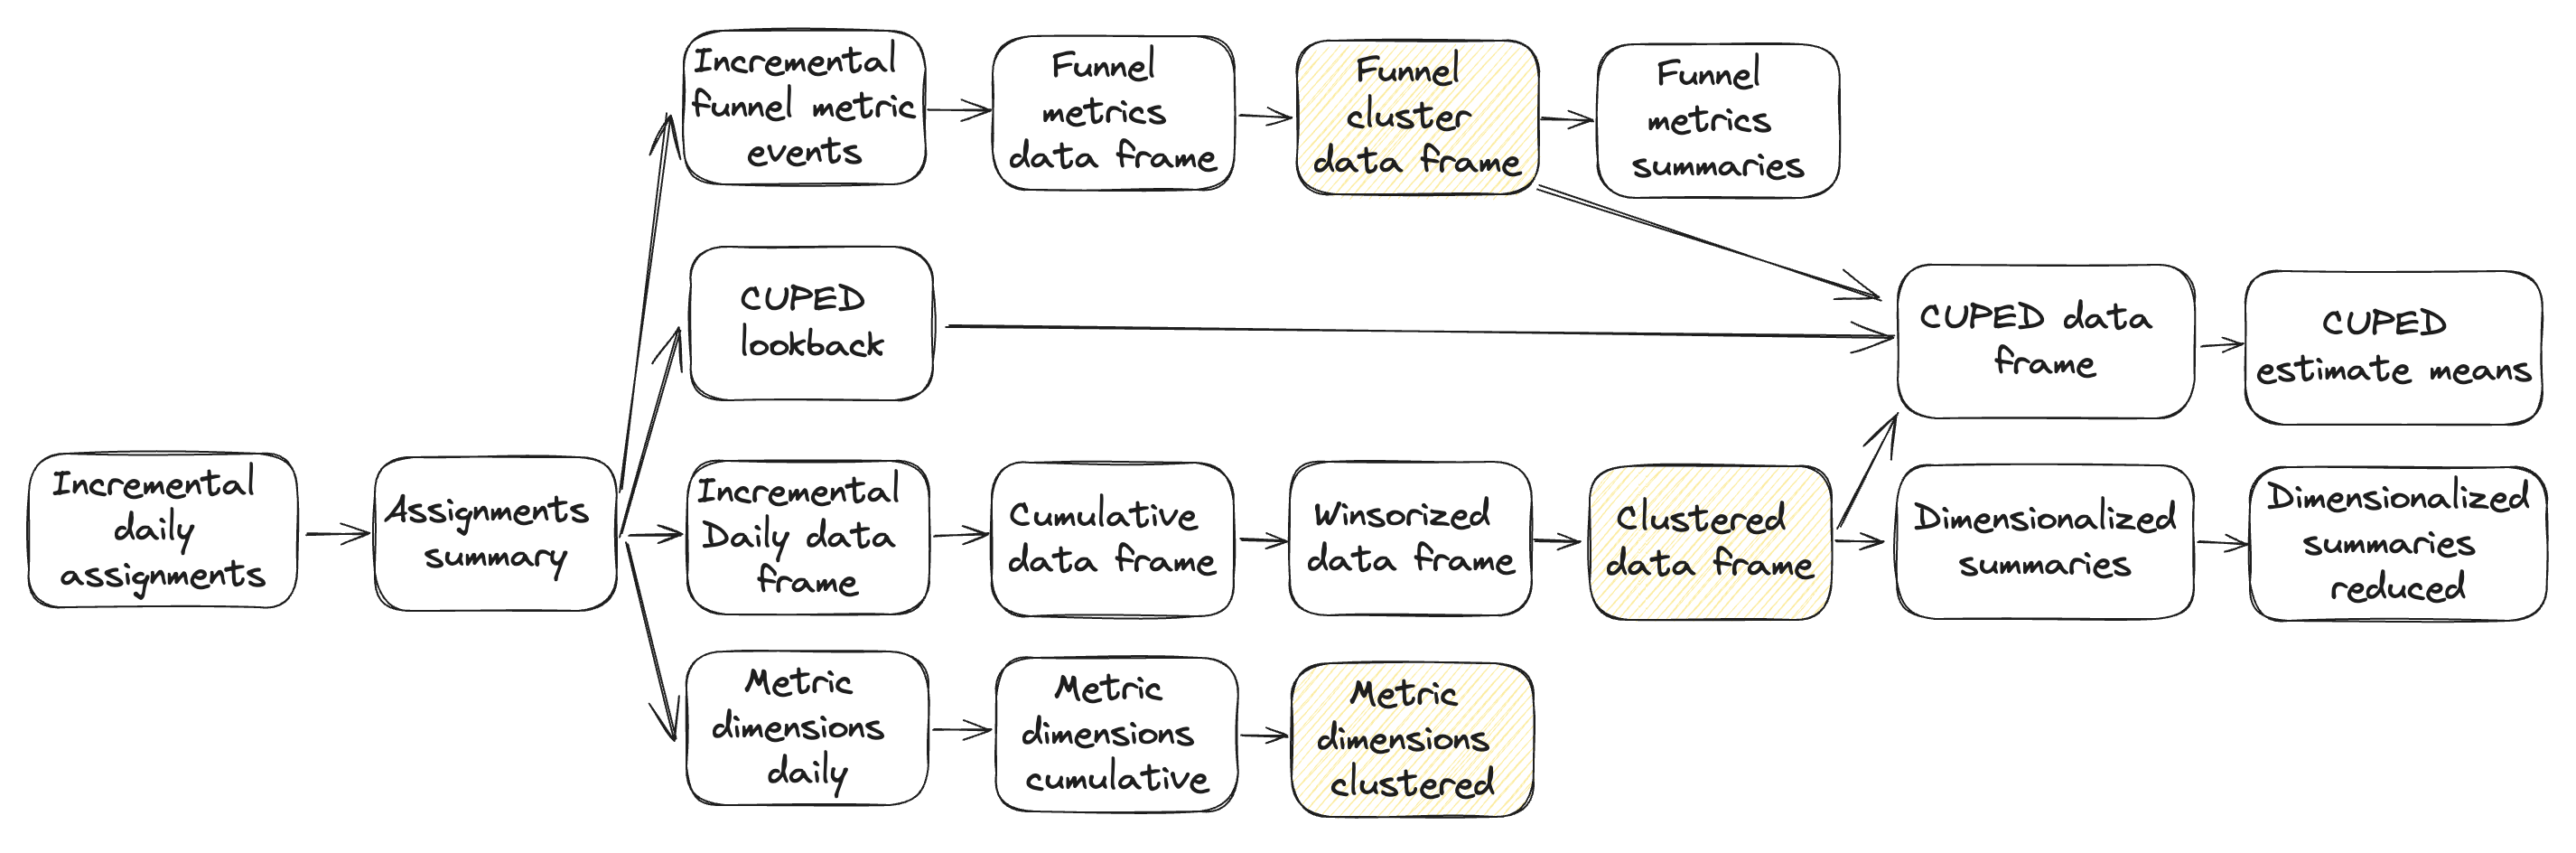 Incremental
funnel metric
events
Funnel
metrics
data frame
Funnel
cluster
data frame
Funnel
metrics
summaries
CUPED
lookback
CUPED data
frame
CUPED
estimate means
Incremental
daily
assignments
Assignments
summary
Incremental
Daily data
frame
Cumulative
data frame
Winsorized
data frame
Clustered
data frame
Dimensionalized
summaries
Dimensionalized
summaries
reduced
Metric
dimensions
daily
Metric
dimensions
cumulative
Metric
dimensions
clustered